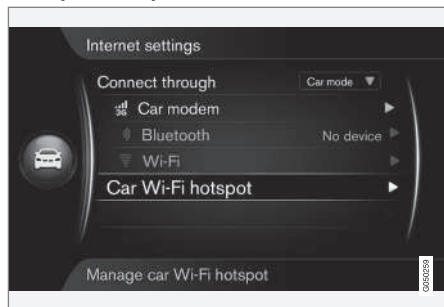 Internet settings
Connect through Car mode
3G Car modem
Bluetooth No device
Wi-Fi
Car Wi-Fi hotspot
Manage car Wi-Fi hotspot
G050259